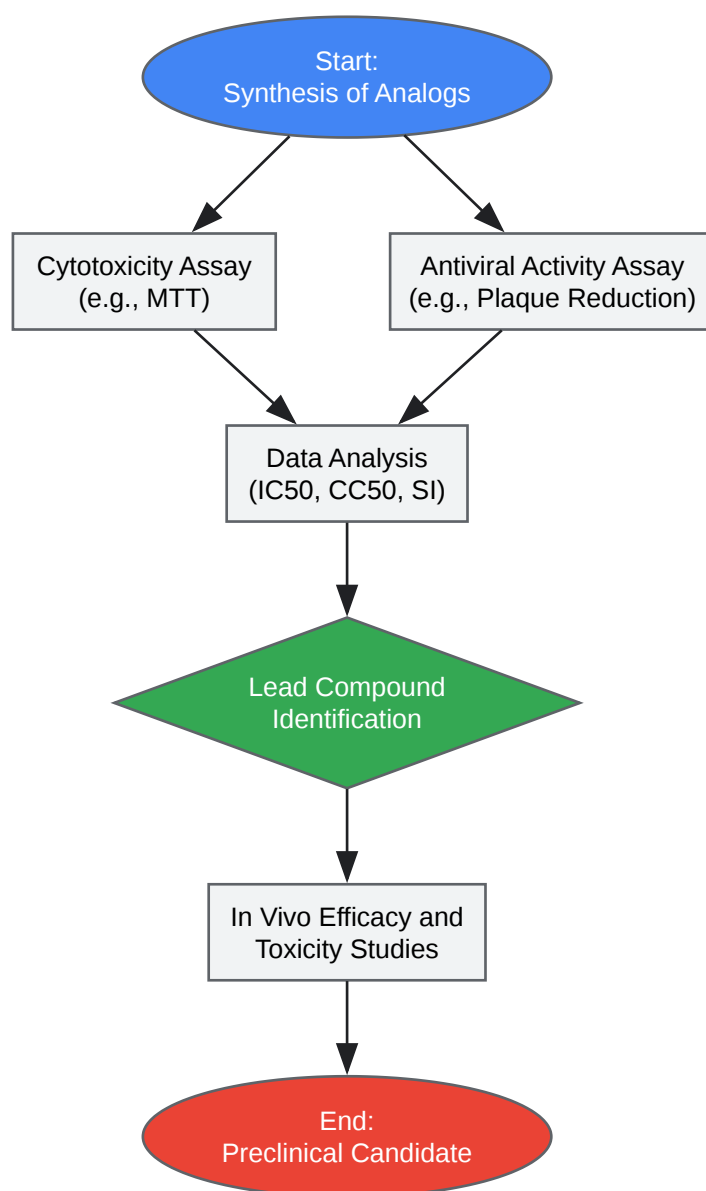 Start:
Synthesis of Analogs
Cytotoxicity Assay
(e.g., MTT)
Antiviral Activity Assay
(e.g., Plaque Reduction)
Data Analysis
(IC50, CC50, SI)
Lead Compound
Identification
In Vivo Efficacy and
Toxicity Studies
End:
Preclinical Candidate